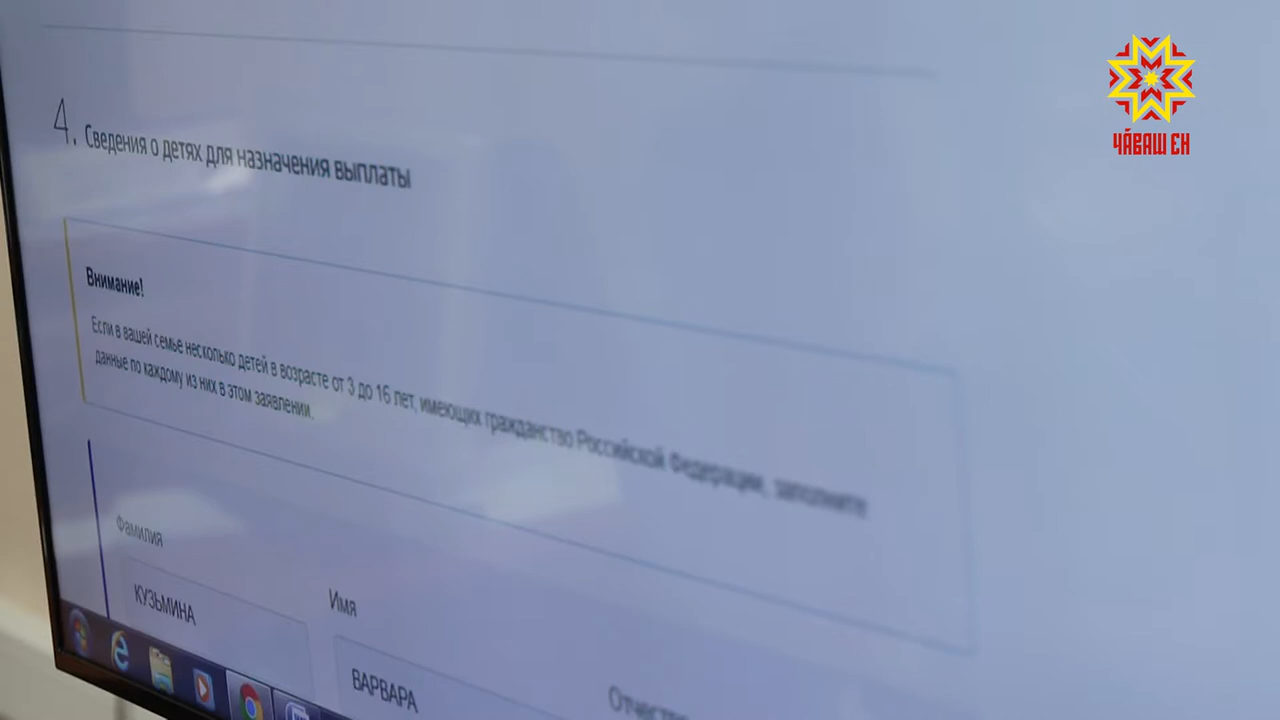 ЧӐВАШ ЕН
4. Сведения о детях для назначения выплаты
Внимание!
Если в вашей семье несколько детей в возрасте от 3 до 16 лет, имеющих гражданство Российской Федерации, заполните
данные по каждому из них в этом заявлении.
Фамилия
КУЗЬМИНА
Имя
ВАРВАРА